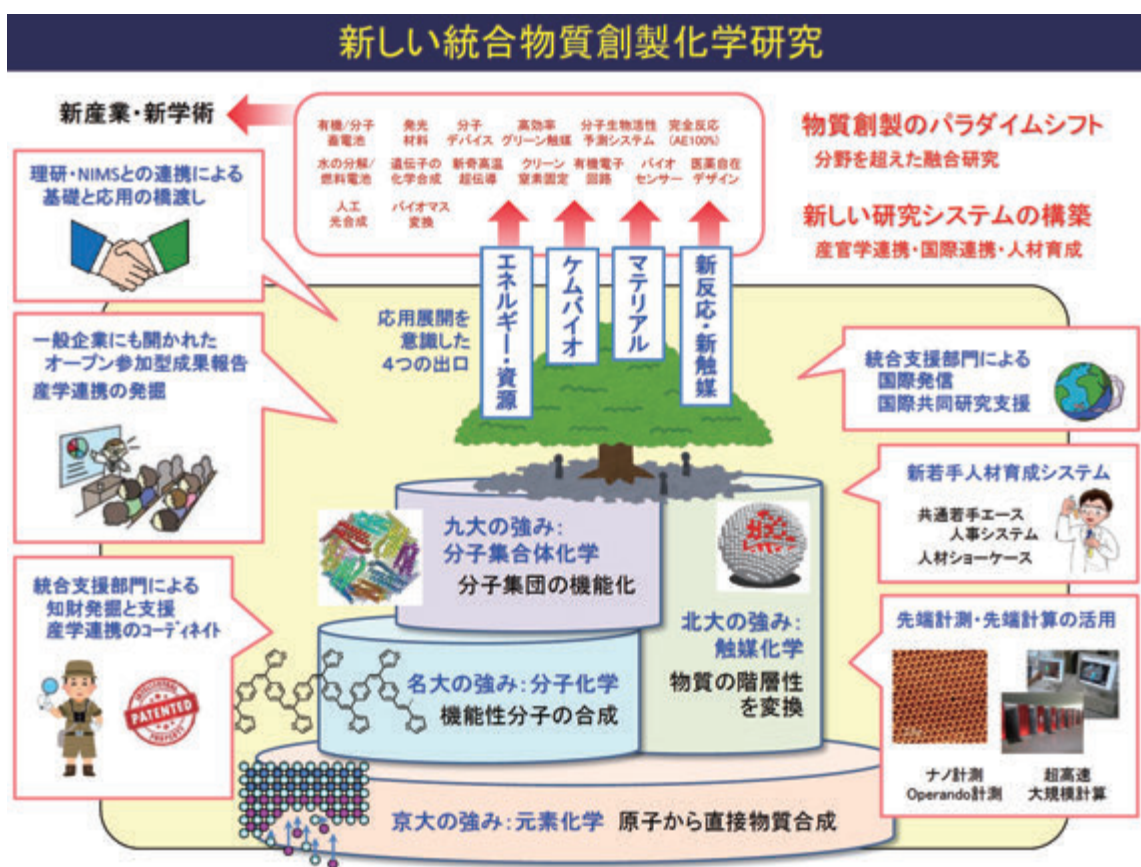 新しい統合物質創製化学研究
新産業・新学術
有機/分子
蓄電池
発光
材料
分子
デバイス
高効率
グリーン触媒
分子生物活性
予測システム
完全反応
(AE100%)
水の分解/
燃料電池
遺伝子の
化学合成
新奇高温
超伝導
クリーン
窒素固定
有機電子
回路
バイオ
センサー
医薬自在
デザイン
人工
光合成
バイオマス
変換
物質創製のパラダイムシフト
分野を超えた融合研究
新しい研究システムの構築
産官学連携・国際連携・人材育成
理研・NIMSとの連携による
基礎と応用の橋渡し
一般企業にも開かれた
オープン参加型成果報告
産学連携の発掘
統合支援部門による
知財発掘と支援
産学連携のコーディネイト
PATENTED
応用展開を
意識した
4つの出口
エネルギー・資源
ケムバイオ
マテリアル
新反応・新触媒
九大の強み:
分子集合体化学
分子集団の機能化
北大の強み:
触媒化学
物質の階層性
を変換
名大の強み:分子化学
機能性分子の合成
京大の強み:元素化学 原子から直接物質合成
統合支援部門による
国際発信
国際共同研究支援
新若手人材育成システム
共通若手エース
人事システム
人材ショーケース
先端計測・先端計算の活用
ナノ計測
Operando計測
超高速
大規模計算